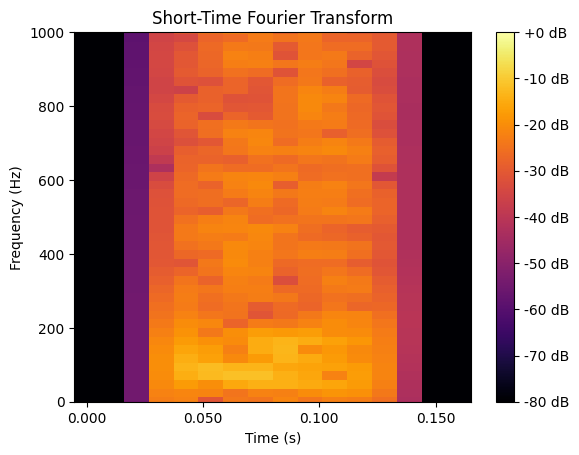 Short-Time Fourier Transform
1000
800
600
400
200
0
Frequency (Hz)
0.000
0.050
0.100
0.150
Time (s)
+0 dB
-10 dB
-20 dB
-30 dB
-40 dB
-50 dB
-60 dB
-70 dB
-80 dB